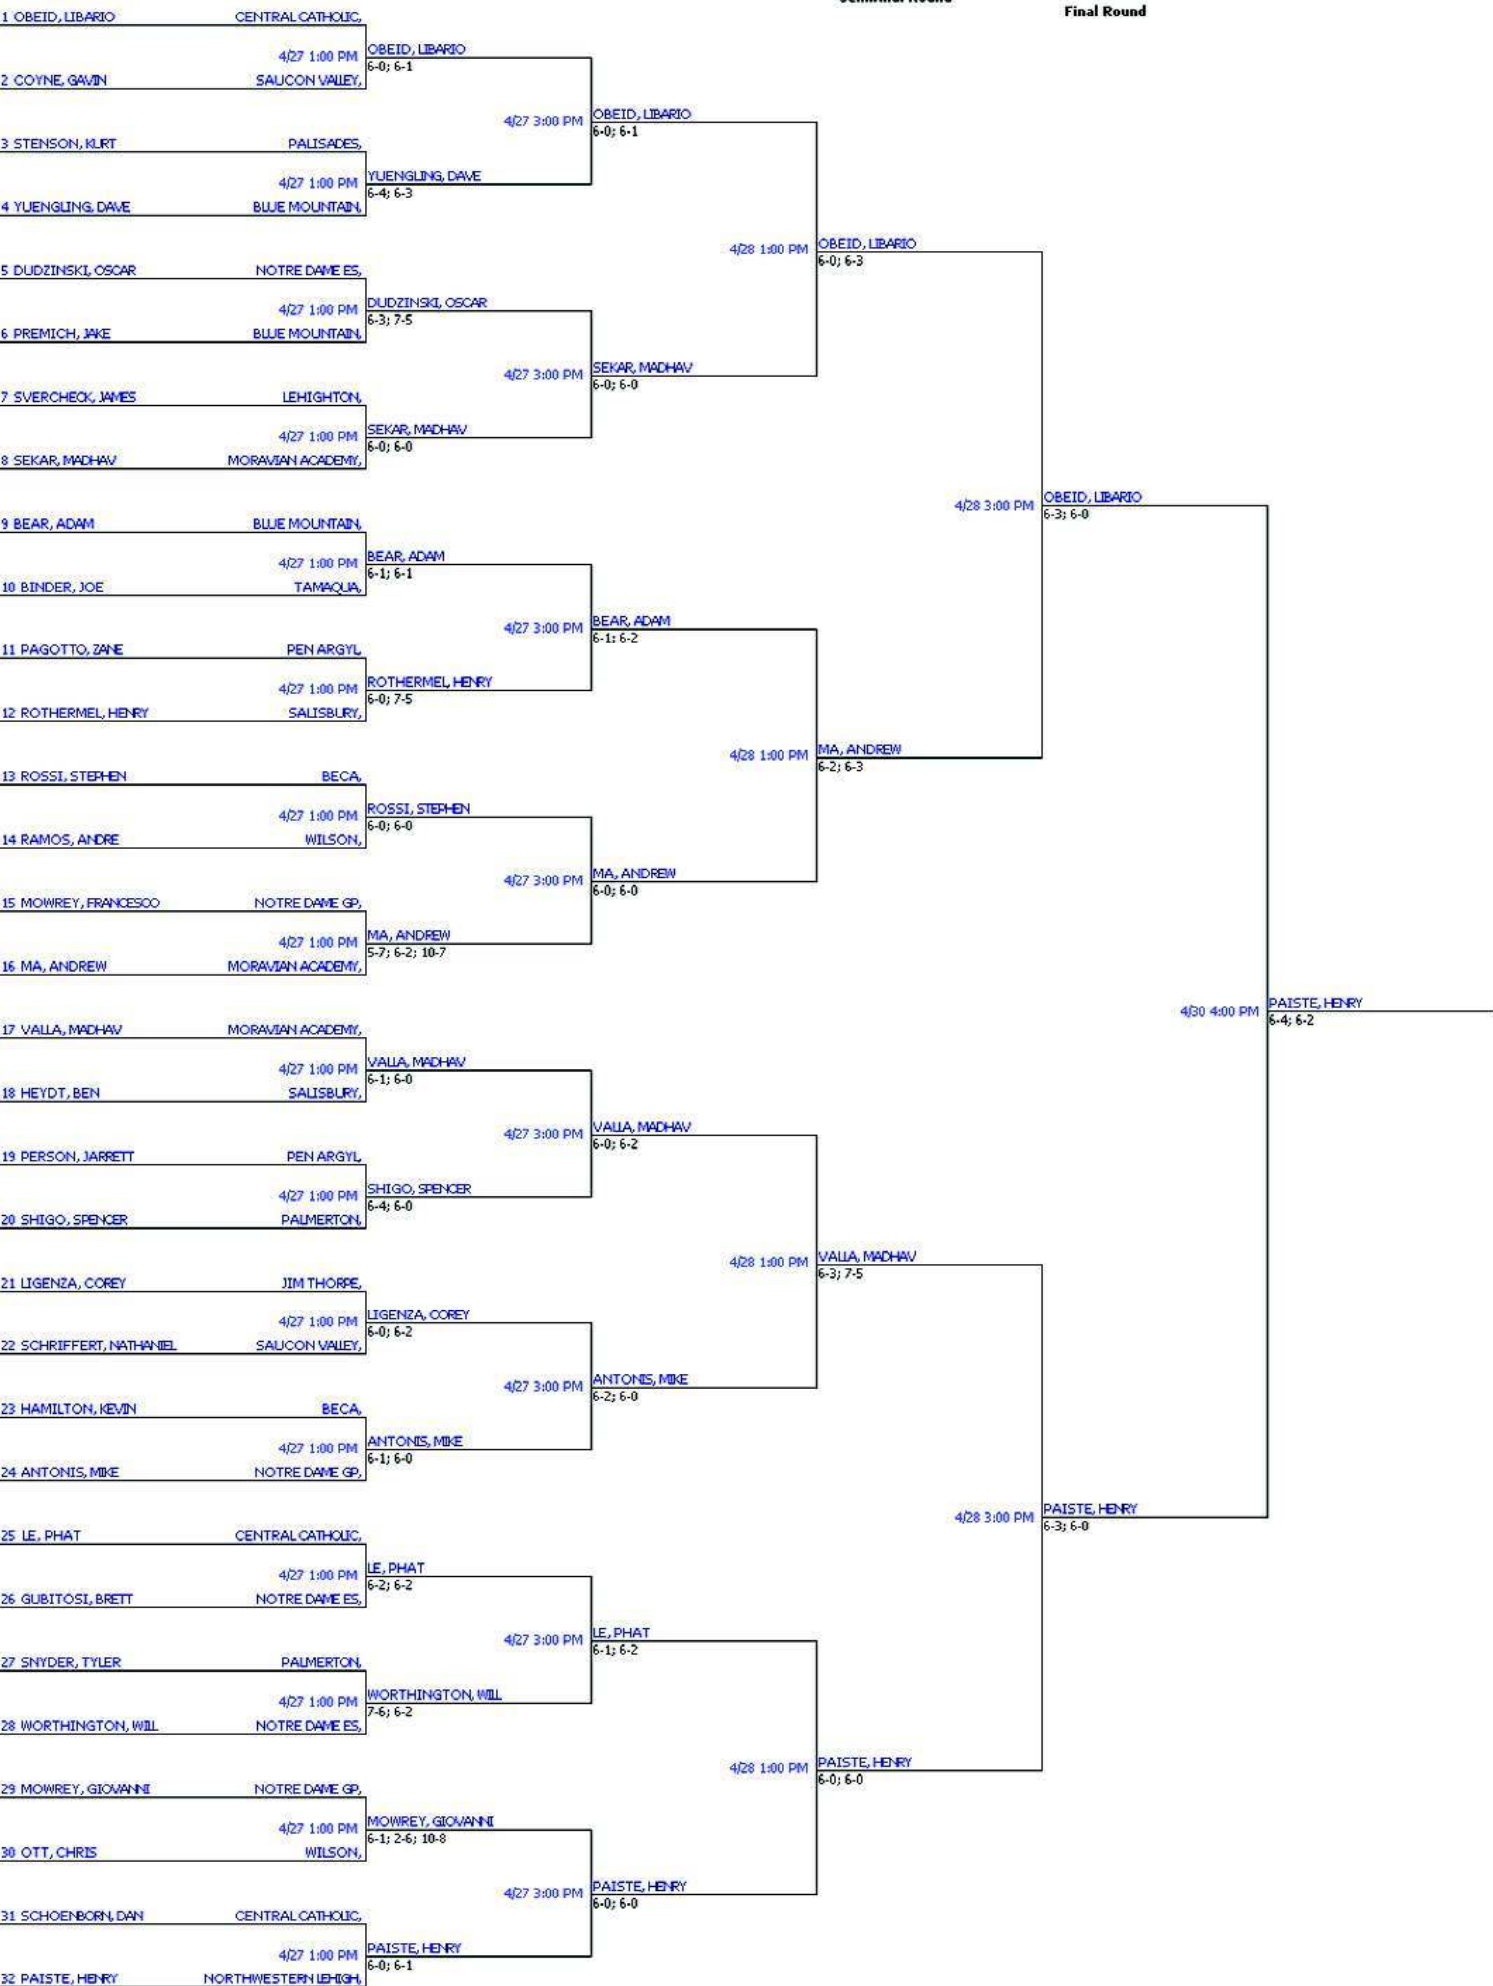 Final Round
1 OBEID, LIBARIO CENTRAL CATHOLIC,
4/27 1:00 PM OBEID, LIBARIO
6-0; 6-1
2 COYNE, GAVIN SAUCON VALLEY,
4/27 3:00 PM OBEID, LIBARIO
6-0; 6-1
3 STENSON, KURT PALISADES,
4/27 1:00 PM YUENGLING, DAVE
6-4; 6-3
4 YUENGLING, DAVE BLUE MOUNTAIN,
4/28 1:00 PM OBEID, LIBARIO
6-0; 6-3
5 DUDZINSKI, OSCAR NOTRE DAME ES,
4/27 1:00 PM DUDZINSKI, OSCAR
6-3; 7-5
6 PREMICH, JAKE BLUE MOUNTAIN,
4/27 3:00 PM SEKAR, MADHAV
6-0; 6-0
7 SVERCHECK, JAMES LEHIGHTON,
4/27 1:00 PM SEKAR, MADHAV
6-0; 6-0
8 SEKAR, MADHAV MORAVIAN ACADEMY,
4/28 3:00 PM OBEID, LIBARIO
6-3; 6-0
9 BEAR, ADAM BLUE MOUNTAIN,
4/27 1:00 PM BEAR, ADAM
6-1; 6-1
10 BINDER, JOE TAMAQUA,
4/27 3:00 PM BEAR, ADAM
6-1: 6-2
11 PAGOTTO, ZANE PEN ARGYL,
4/27 1:00 PM ROTHERMEL, HENRY
6-0; 7-5
12 ROTHERMEL, HENRY SALISBURY,
4/28 1:00 PM MA, ANDREW
6-2; 6-3
13 ROSSI, STEPHEN BECA,
4/27 1:00 PM ROSSI, STEPHEN
6-0; 6-0
14 RAMOS, ANDRE WILSON,
4/27 3:00 PM MA, ANDREW
6-0; 6-0
15 MOWREY, FRANCESCO NOTRE DAME GP,
4/27 1:00 PM MA, ANDREW
5-7; 6-2; 10-7
16 MA, ANDREW MORAVIAN ACADEMY,
4/30 4:00 PM PAISTE, HENRY
6-4; 6-2
17 VALLA, MADHAV MORAVIAN ACADEMY,
4/27 1:00 PM VALLA, MADHAV
6-1; 6-0
18 HEYDT, BEN SALISBURY,
4/27 3:00 PM VALLA, MADHAV
6-0; 6-2
19 PERSON, JARRETT PEN ARGYL,
4/27 1:00 PM SHIGO, SPENCER
6-4; 6-0
20 SHIGO, SPENCER PALMERTON,
4/28 1:00 PM VALLA, MADHAV
6-3; 7-5
21 LIGENZA, COREY JIM THORPE,
4/27 1:00 PM LIGENZA, COREY
6-0; 6-2
22 SCHRIFFERT, NATHANIEL SAUCON VALLEY,
4/27 3:00 PM ANTONIS, MIKE
6-2; 6-0
23 HAMILTON, KEVIN BECA,
4/27 1:00 PM ANTONIS, MIKE
6-1; 6-0
24 ANTONIS, MIKE NOTRE DAME GP,
4/28 3:00 PM PAISTE, HENRY
6-3; 6-0
25 LE, PHAT CENTRAL CATHOLIC,
4/27 1:00 PM LE, PHAT
6-2; 6-2
26 GUBITOSI, BRETT NOTRE DAME ES,
4/27 3:00 PM LE, PHAT
6-1; 6-2
27 SNYDER, TYLER PALMERTON,
4/27 1:00 PM WORTHINGTON, WILL
7-6; 6-2
28 WORTHINGTON, WILL NOTRE DAME ES,
4/28 1:00 PM PAISTE, HENRY
6-0; 6-0
29 MOWREY, GIOVANNI NOTRE DAME GP,
4/27 1:00 PM MOWREY, GIOVANNI
6-1; 2-6; 10-8
30 OTT, CHRIS WILSON,
4/27 3:00 PM PAISTE, HENRY
6-0; 6-0
31 SCHOENBORN, DAN CENTRAL CATHOLIC,
4/27 1:00 PM PAISTE, HENRY
6-0; 6-1
32 PAISTE, HENRY NORTHWESTERN LEHIGH,